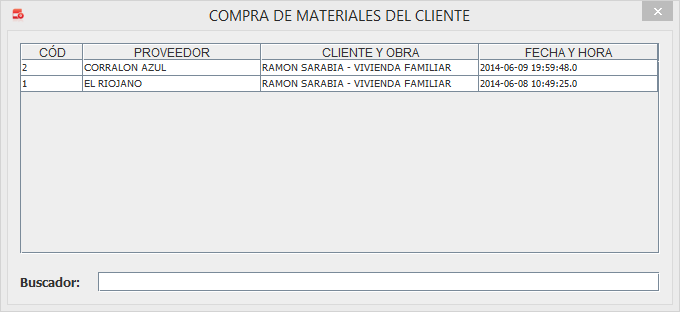 COMPRA DE MATERIALES DEL CLIENTE
CÓD PROVEEDOR CLIENTE Y OBRA FECHA Y HORA
2 CORRALON AZUL RAMON SARABIA - VIVIENDA FAMILIAR 2014-06-09 19:59:48.0
1 EL RIOJANO RAMON SARABIA - VIVIENDA FAMILIAR 2014-06-08 10:49:25.0
Buscador: